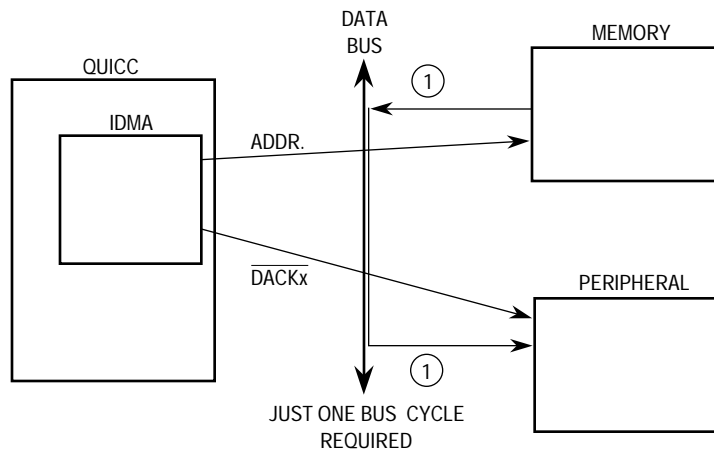 DATA
BUS
MEMORY
QUICC
1
IDMA
ADDR.
DACKx
PERIPHERAL
1
JUST ONE BUS CYCLE
REQUIRED